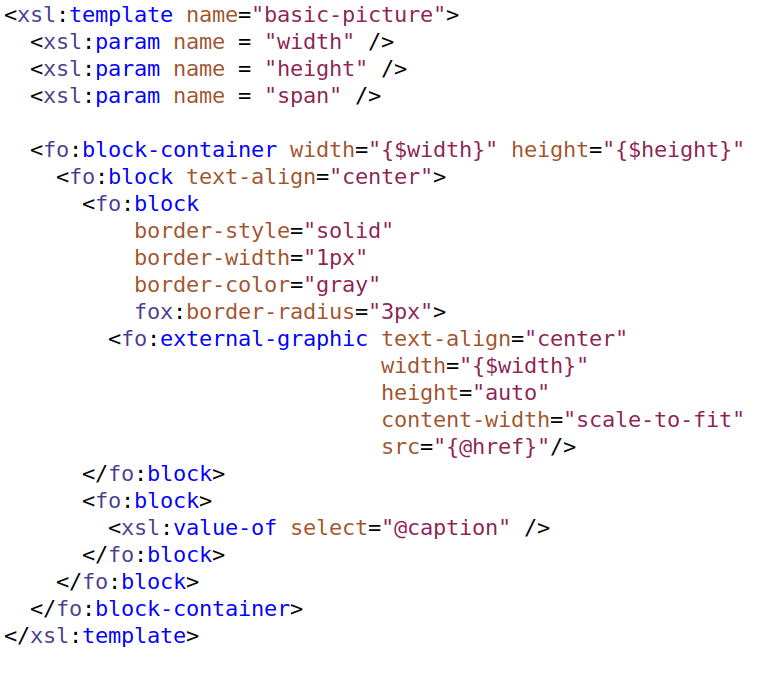 <xsl:template name="basic-picture">
  <xsl:param name = "width" />
  <xsl:param name = "height" />
  <xsl:param name = "span" />

  <fo:block-container width="{$width}" height="{$height}"
    <fo:block text-align="center">
      <fo:block
          border-style="solid"
          border-width="1px"
          border-color="gray"
          fox:border-radius="3px">
        <fo:external-graphic text-align="center"
                             width="{$width}"
                             height="auto"
                             content-width="scale-to-fit"
                             src="{@href}"/>
      </fo:block>
      <fo:block>
        <xsl:value-of select="@caption" />
      </fo:block>
    </fo:block>
  </fo:block-container>
</xsl:template>